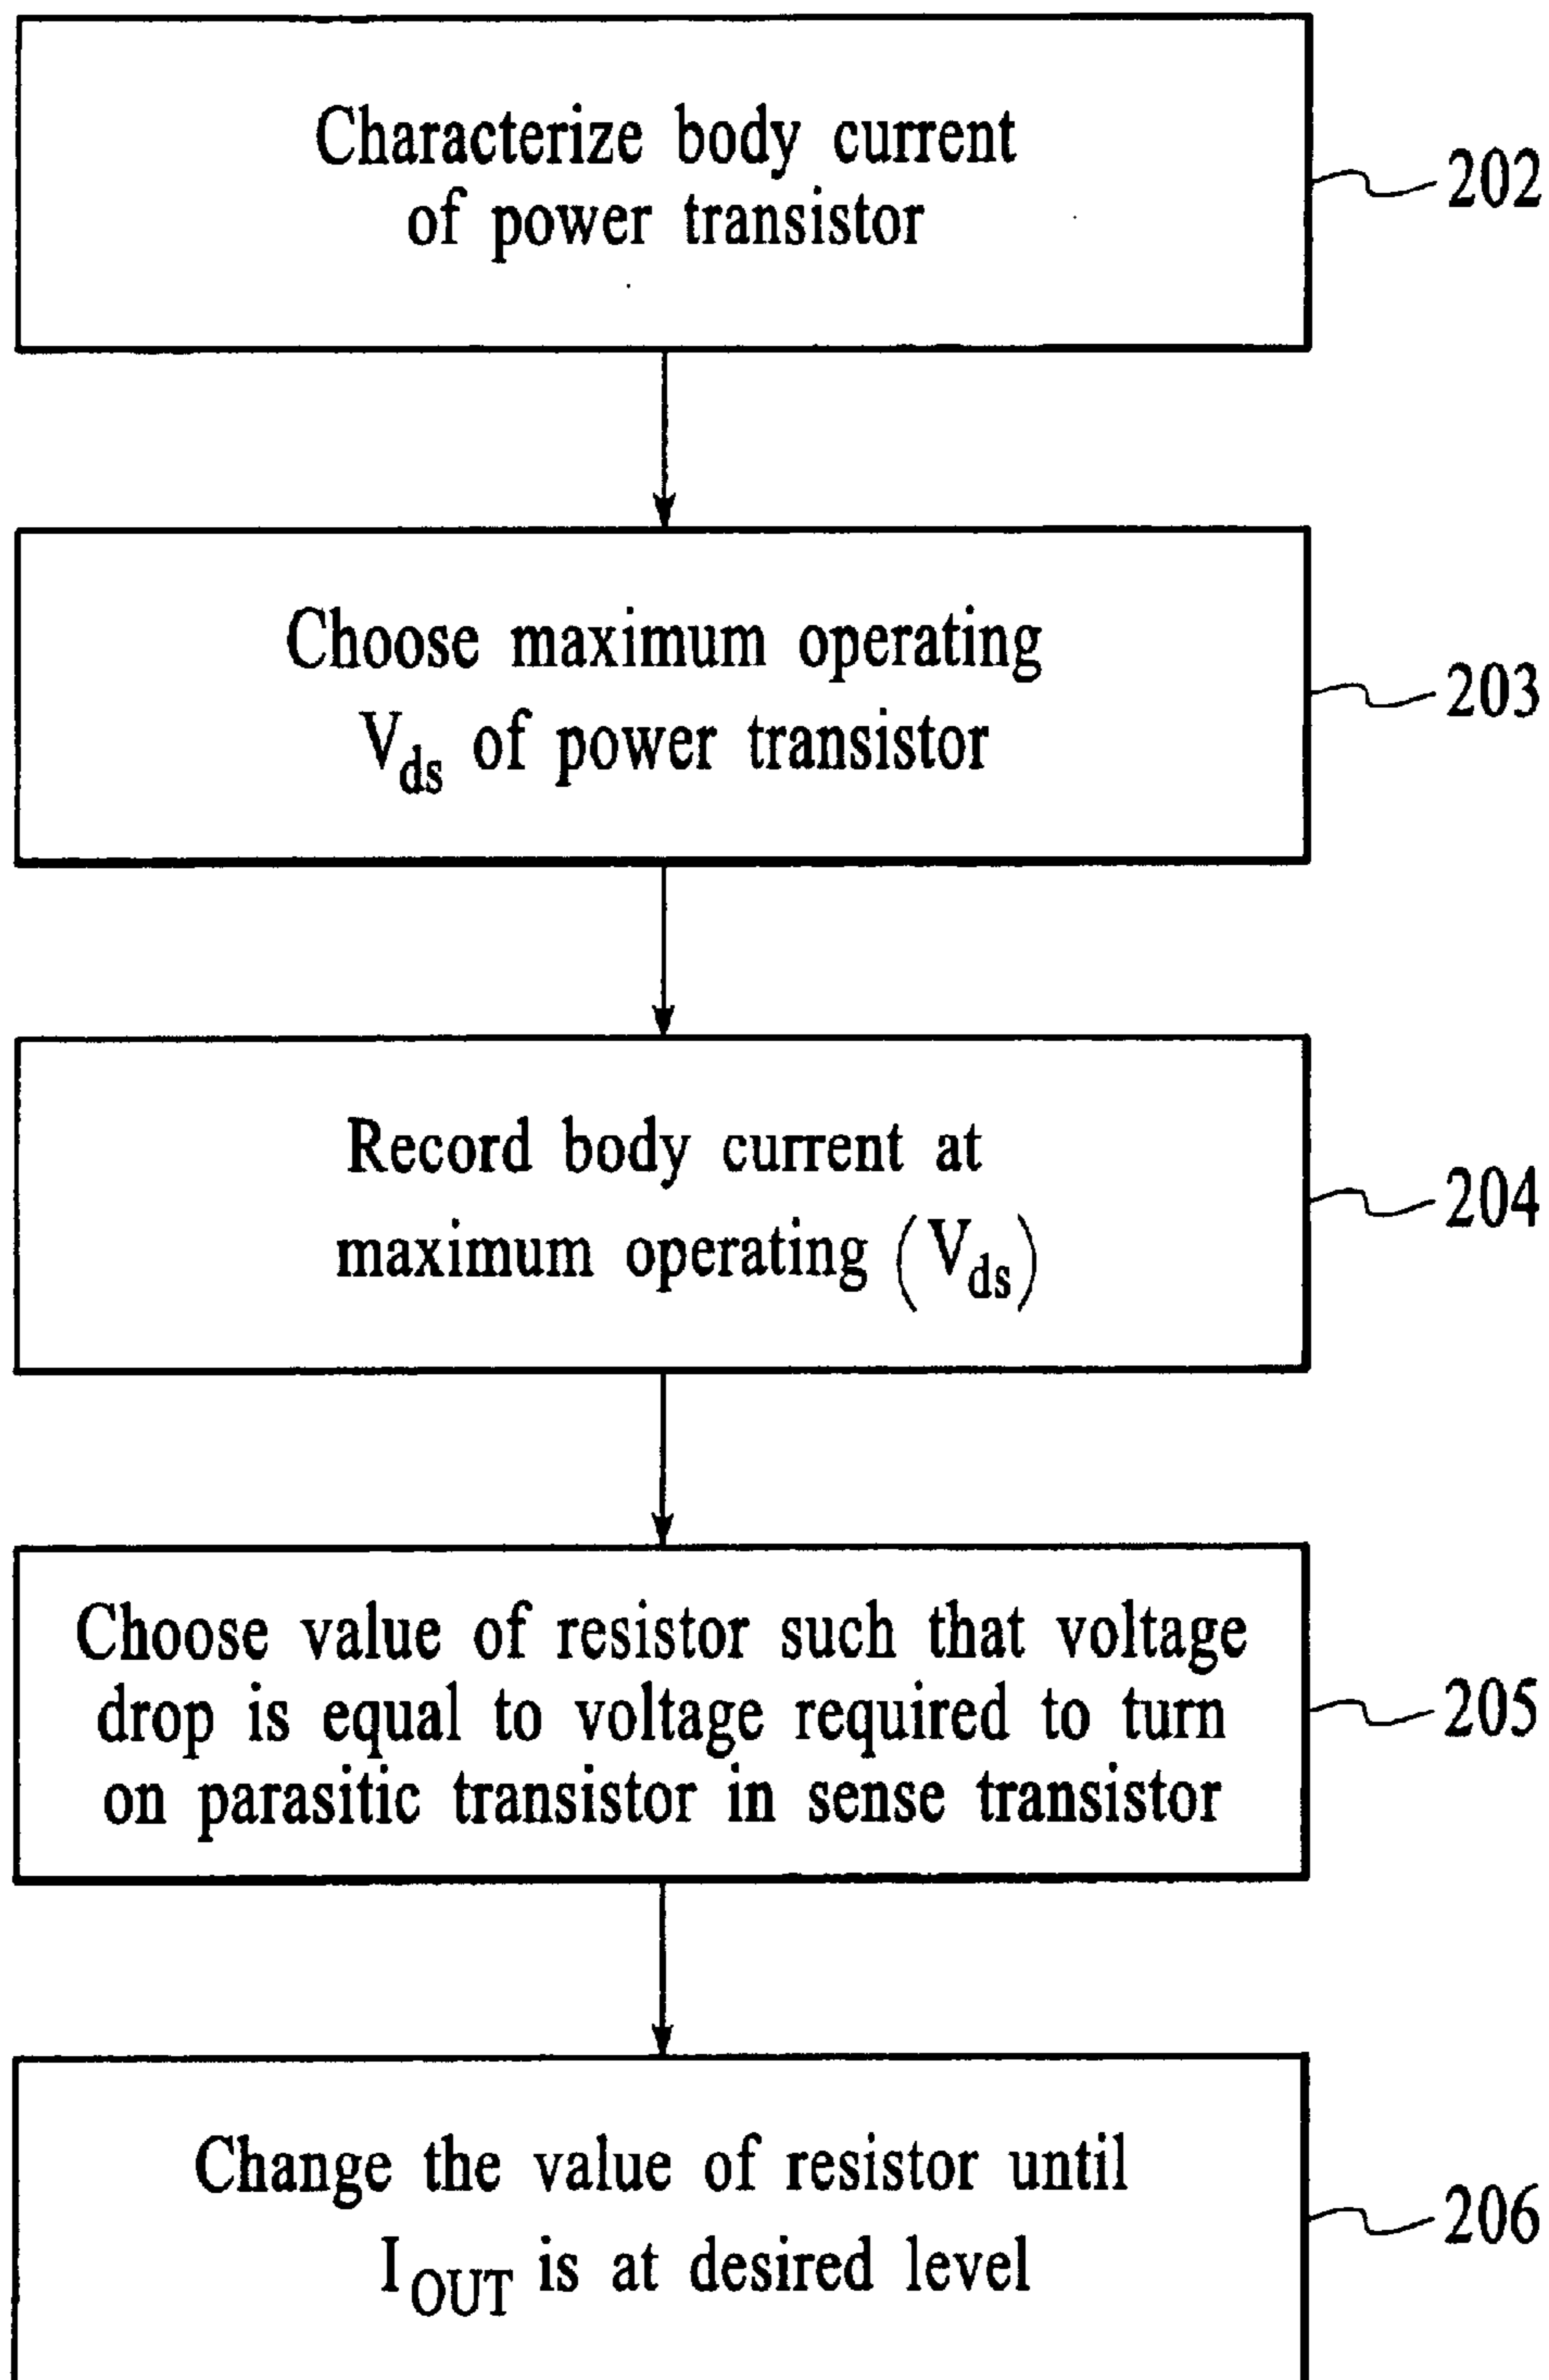 Characterize body current
of power transistor
202
Choose maximum operating
Vds of power transistor
203
Record body current at
maximum operating (Vds)
204
Choose value of resistor such that voltage
drop is equal to voltage required to turn
on parasitic transistor in sense transistor
205
Change the value of resistor until
IOUT is at desired level
206